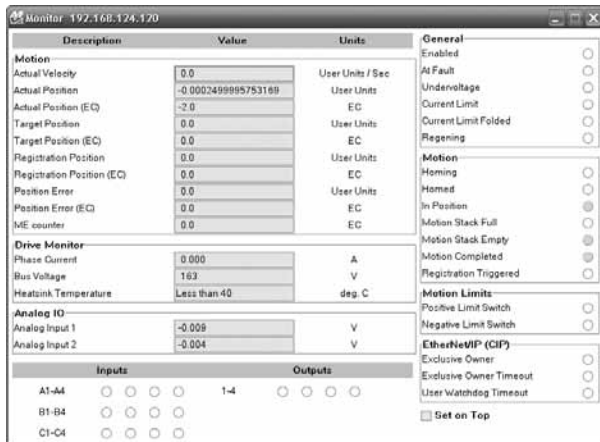 Monitor 192.168.124.120
Description Value Units
Motion
Actual Velocity 0.0 User Units / Sec
Actual Position -0.0002499995753169 User Units
Actual Position (EC) -2.0 EC
Target Position 0.0 User Units
Target Position (EC) 0.0 EC
Registration Position 0.0 User Units
Registration Position (EC) 0.0 EC
Position Error 0.0 User Units
Position Error (EC) 0.0 EC
ME counter 0.0 EC
Drive Monitor
Phase Current 0.000 A
Bus Voltage 163 V
Heatsink Temperature Less than 40 deg. C
Analog IO
Analog Input 1 -0.009 V
Analog Input 2 -0.004 V
Inputs Outputs
A1-A4 1-4
B1-B4
C1-C4
General
Enabled
At Fault
Undervoltage
Current Limit
Current Limit Folded
Regening
Motion
Homing
Homed
In Position
Motion Stack Full
Motion Stack Empty
Motion Completed
Registration Triggered
Motion Limits
Positive Limit Switch
Negative Limit Switch
EtherNet/IP (CIP)
Exclusive Owner
Exclusive Owner Timeout
User Watchdog Timeout
Set on Top